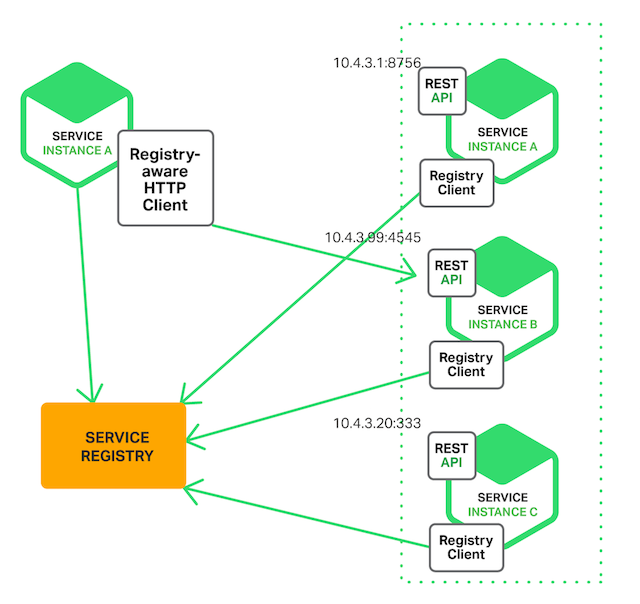 SERVICE
INSTANCE A
Registry-
aware
HTTP
Client
10.4.3.1:8756
REST
API
SERVICE
INSTANCE A
Registry
Client
10.4.3.99:4545
REST
API
SERVICE
INSTANCE B
Registry
Client
10.4.3.20:333
REST
API
SERVICE
INSTANCE C
Registry
Client
SERVICE
REGISTRY